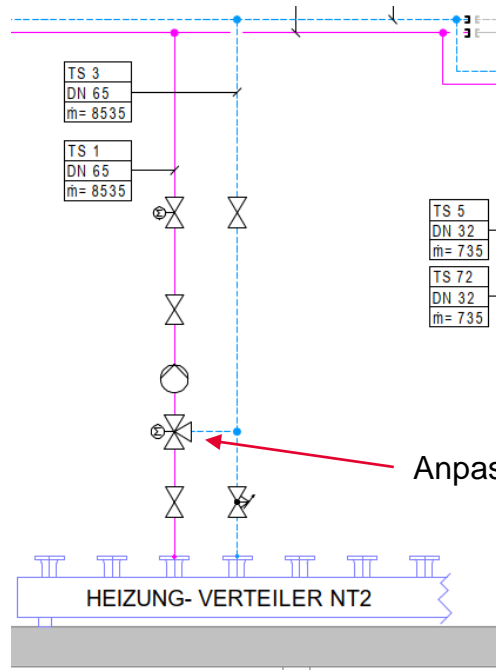 TS 3
DN 65
ṁ= 8535
TS 1
DN 65
ṁ= 8535
TS 5
DN 32
ṁ= 735
TS 72
DN 32
ṁ= 735
M
M
Anpas
HEIZUNG- VERTEILER NT2